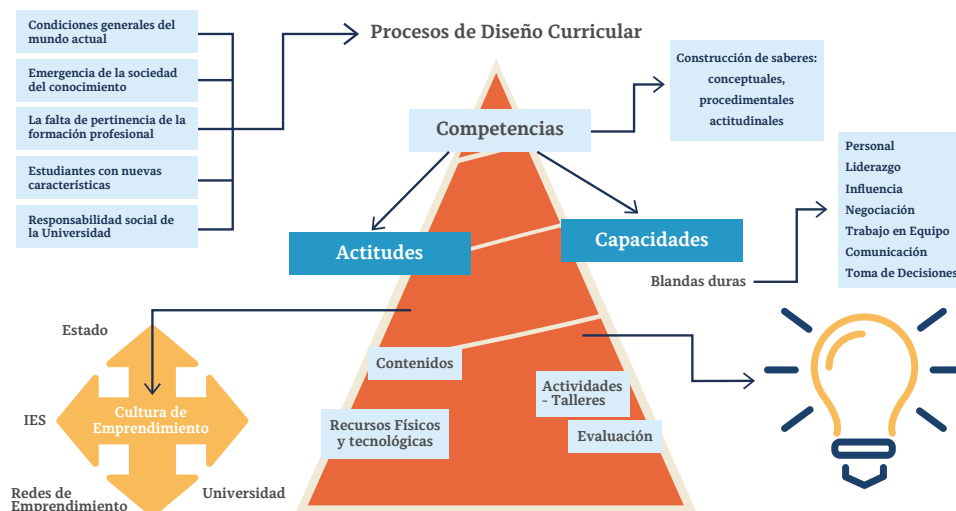 Condiciones generales del
mundo actual
Emergencia de la sociedad
del conocimiento
La falta de pertinencia de la
formación profesional
Estudiantes con nuevas
características
Responsabilidad social de
la Universidad
Procesos de Diseño Curricular
Construcción de saberes:
conceptuales,
procedimentales
actitudinales
Competencias
Actitudes
Capacidades
Blandas duras
Personal
Liderazgo
Influencia
Negociación
Trabajo en Equipo
Comunicación
Toma de Decisiones
Estado
IES
Cultura de
Emprendimiento
Redes de
Emprendimiento
Universidad
Contenidos
Recursos Físicos
y tecnológicas
Actividades
- Talleres
Evaluación